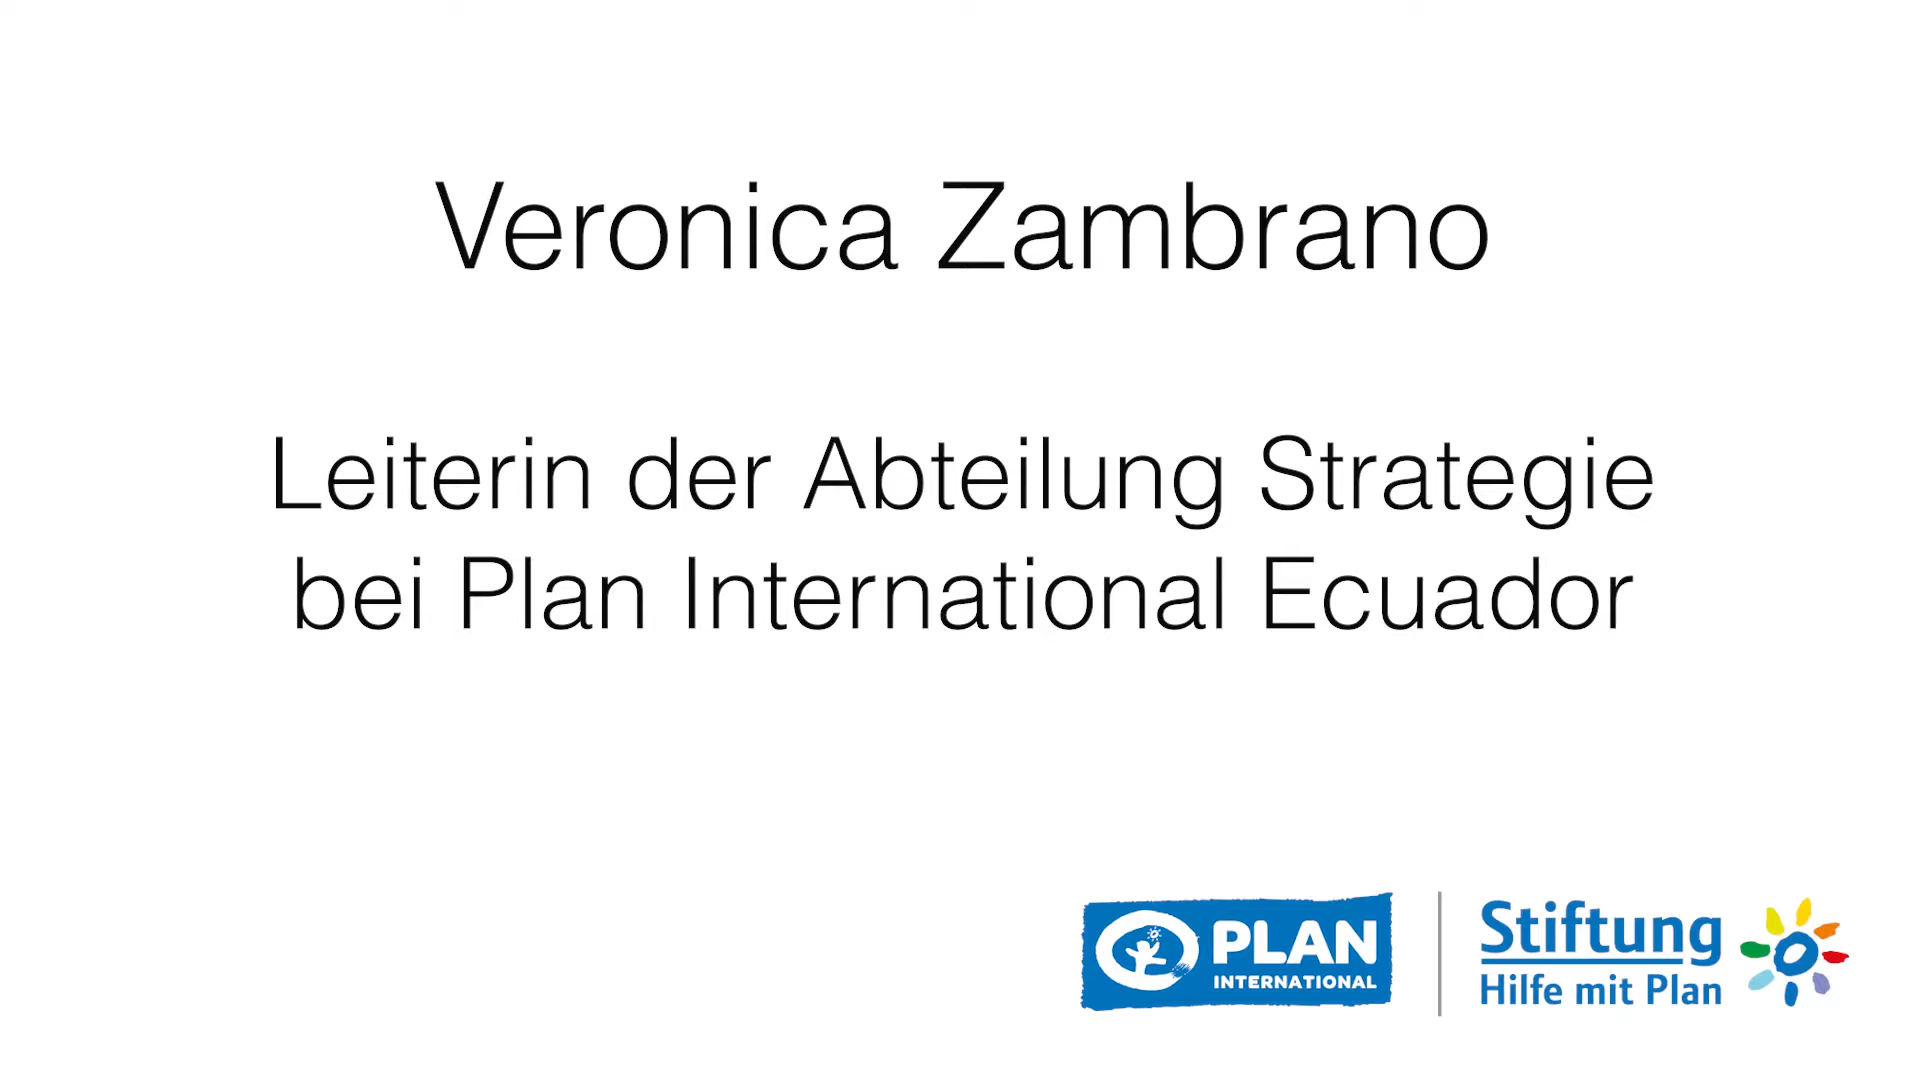 Veronica Zambrano
Leiterin der Abteilung Strategie
bei Plan International Ecuador
PLAN
INTERNATIONAL
Stiftung
Hilfe mit Plan